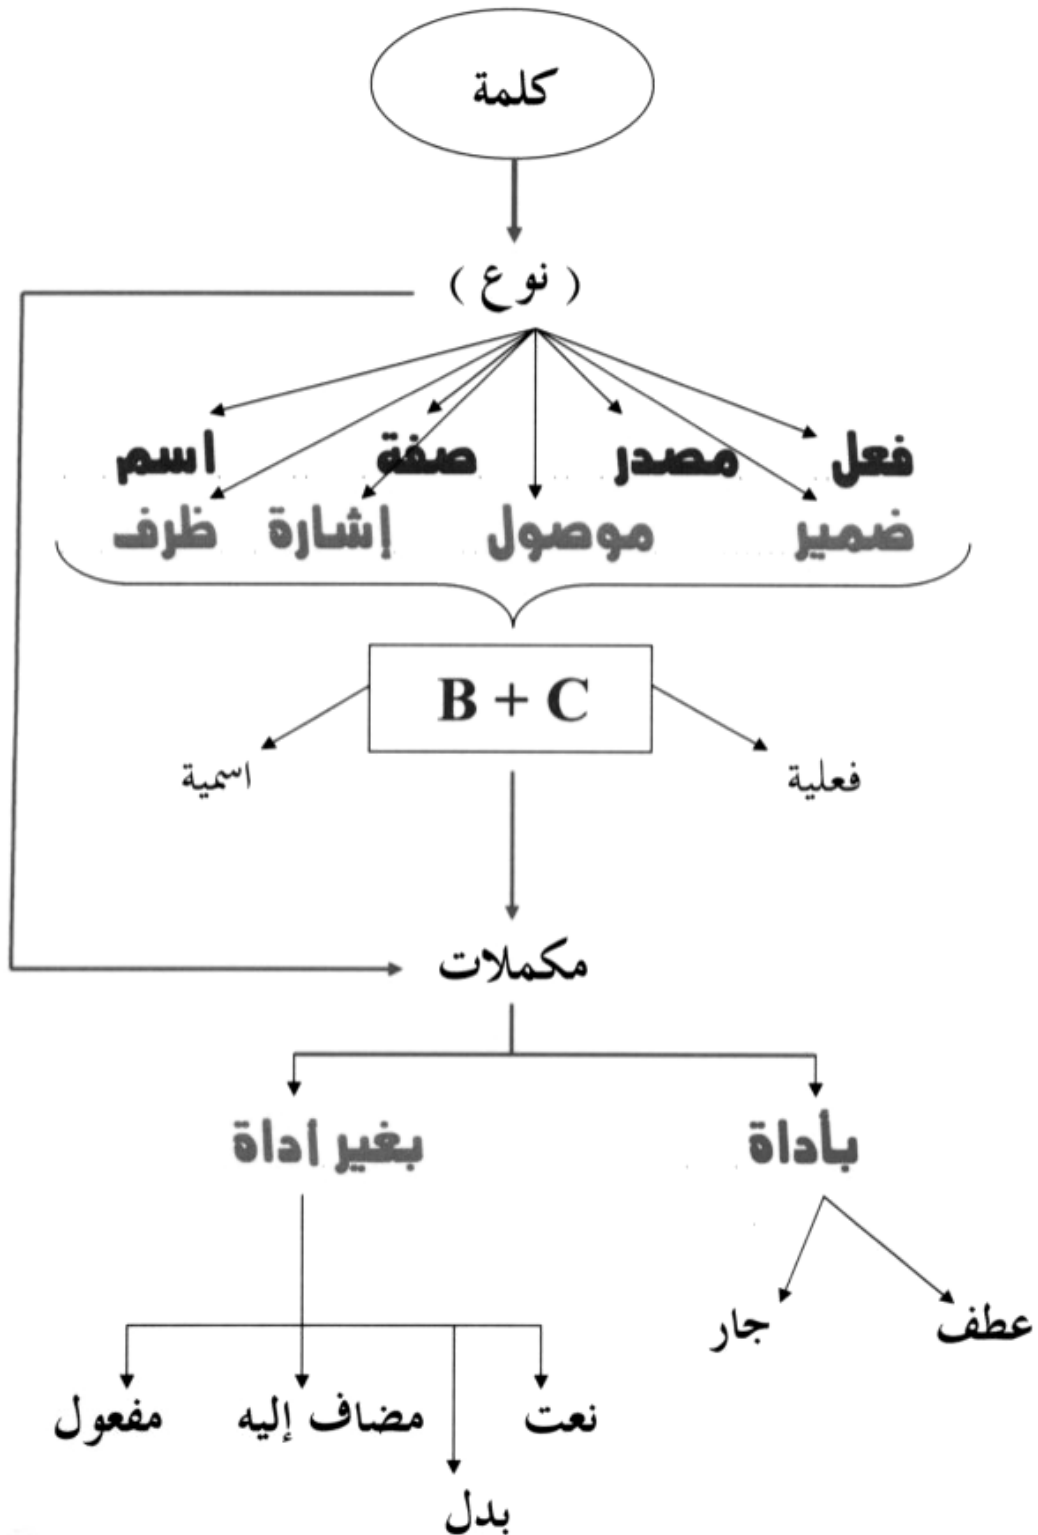 كلمة
( نوع )
فعل مصدر صفة اسم
ضمير موصول إشارة ظرف
B + C
فعلية اسمية
مكملات
بأداة بغير أداة
عطف جار
نعت مضاف إليه مفعول
بدل